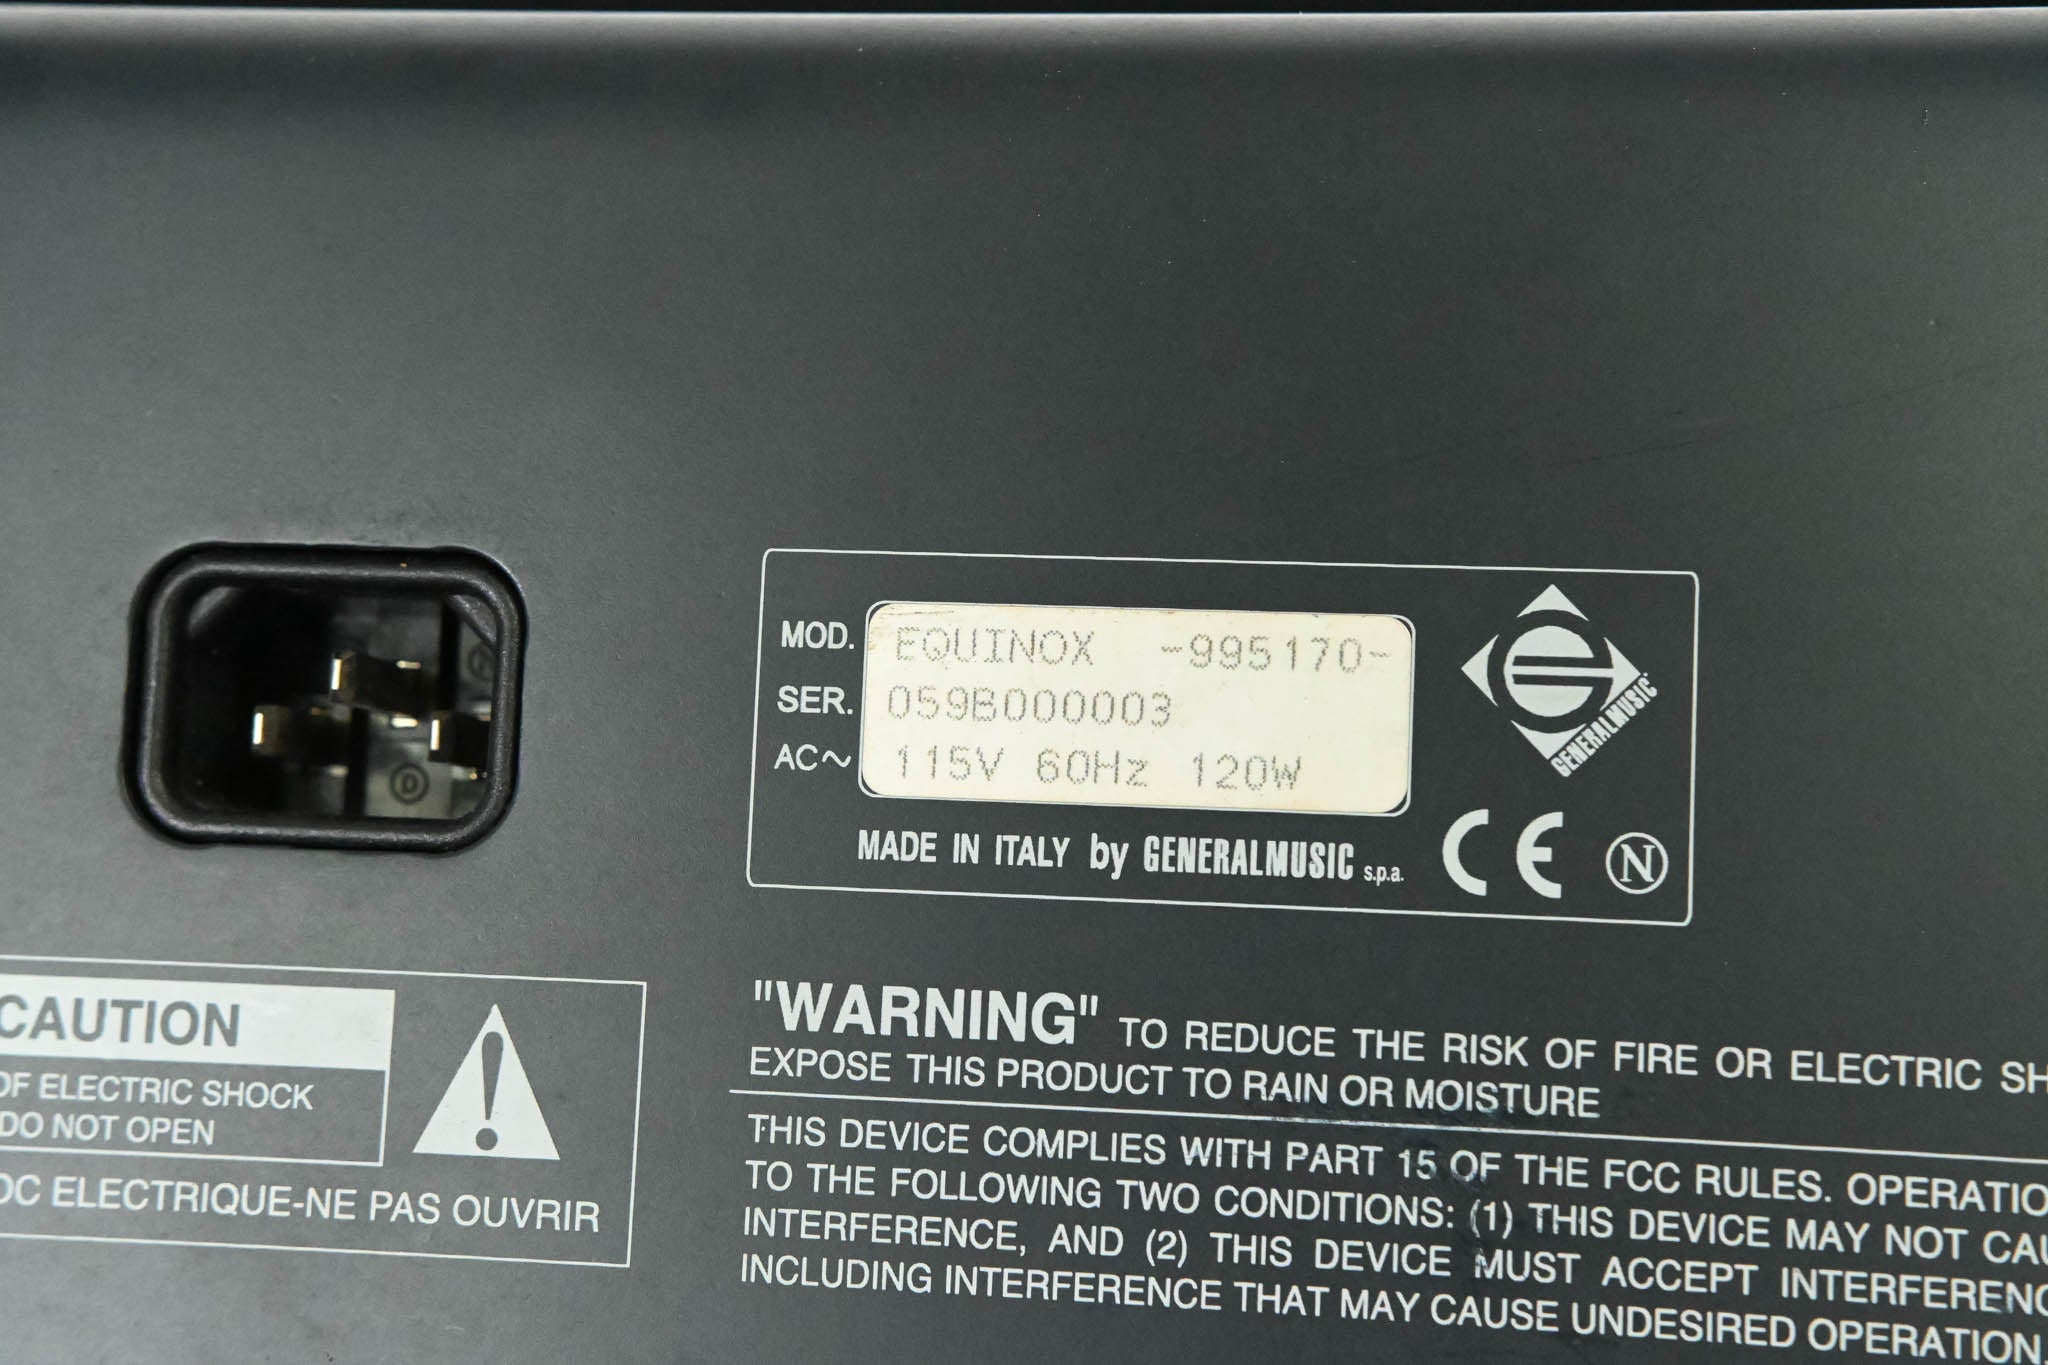 MOD. EQUINOX -995170-
SER. 059B000003
AC~ 115V 60Hz 120W
GENERALMUSIC
MADE IN ITALY by GENERALMUSIC s.p.a.
CE N
D
CAUTION
OF ELECTRIC SHOCK
DO NOT OPEN
OC ELECTRIQUE-NE PAS OUVRIR
"WARNING" TO REDUCE THE RISK OF FIRE OR ELECTRIC SH
EXPOSE THIS PRODUCT TO RAIN OR MOISTURE
THIS DEVICE COMPLIES WITH PART 15 OF THE FCC RULES. OPERATIO
TO THE FOLLOWING TWO CONDITIONS: (1) THIS DEVICE MAY NOT CAU
INTERFERENCE, AND (2) THIS DEVICE MUST ACCEPT INTERFERENC
INCLUDING INTERFERENCE THAT MAY CAUSE UNDESIRED OPERATION.